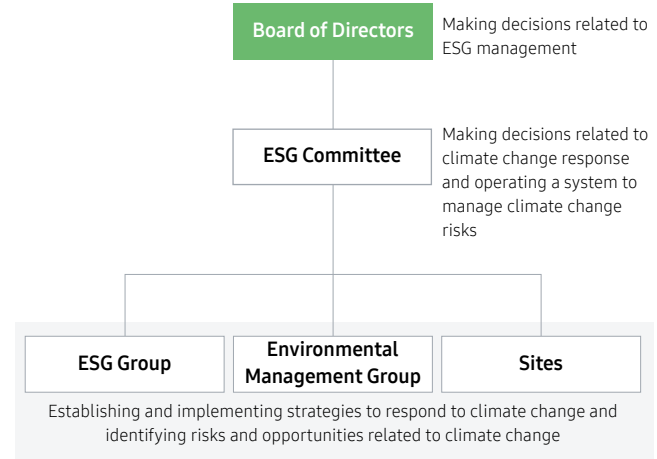 Board of Directors
Making decisions related to
ESG management
ESG Committee
Making decisions related to
climate change response
and operating a system to
manage climate change
risks
ESG Group
Environmental
Management Group
Sites
Establishing and implementing strategies to respond to climate change and
identifying risks and opportunities related to climate change